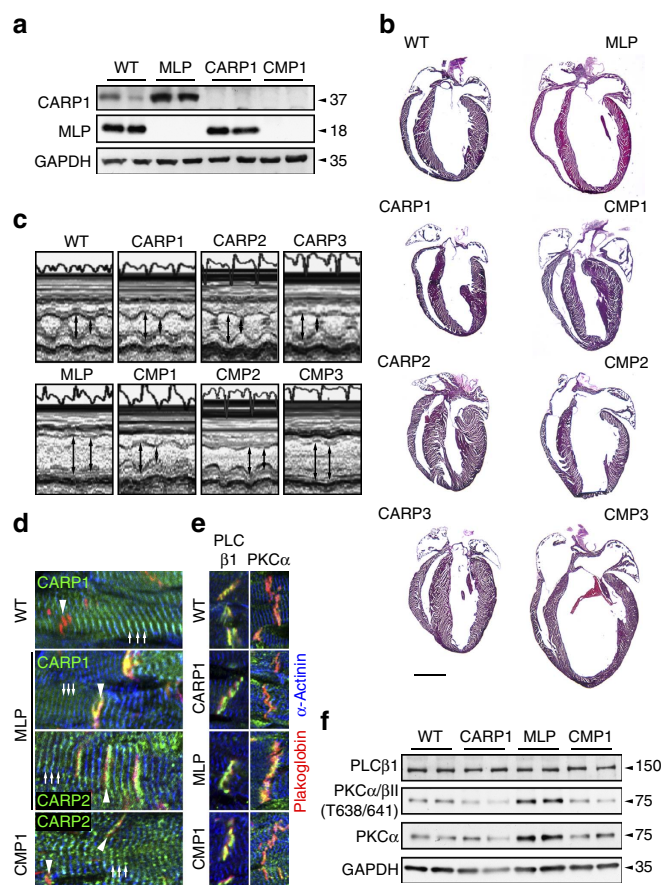 a
WT MLP CARP1 CMP1
CARP1 37
MLP 18
GAPDH 35
b
WT MLP
CARP1 CMP1
CARP2 CMP2
CARP3 CMP3
c
WT CARP1 CARP2 CARP3
MLP CMP1 CMP2 CMP3
d
WT CARP1
MLP CARP1
CARP2
CMP1 CARP2
e
PLC
β1 PKCα
WT
CARP1
MLP
CMP1
α-Actinin
Plakoglobin
f
WT CARP1 MLP CMP1
PLCβ1 150
PKCα/βII
(T638/641) 75
PKCα 75
GAPDH 35